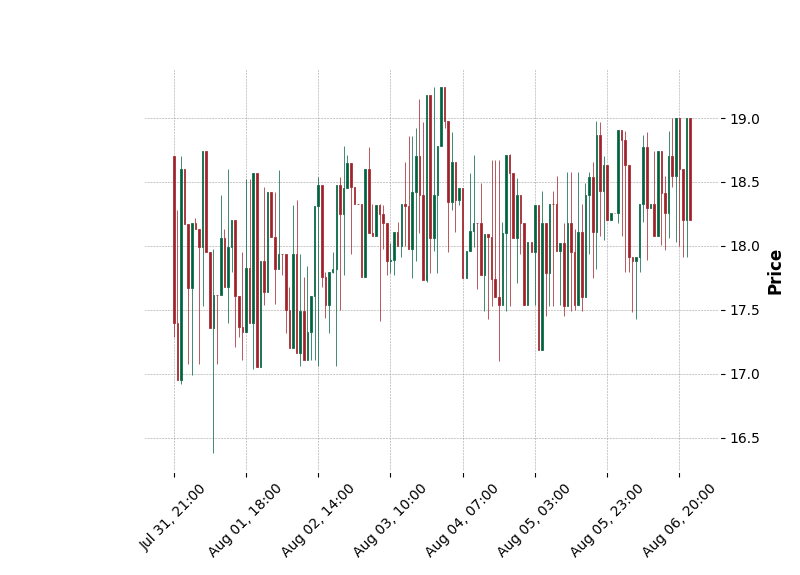 19.0
18.5
18.0
17.5
17.0
16.5
Price
Jul 31, 21:00
Aug 01, 18:00
Aug 02, 14:00
Aug 03, 10:00
Aug 04, 07:00
Aug 05, 03:00
Aug 05, 23:00
Aug 06, 20:00